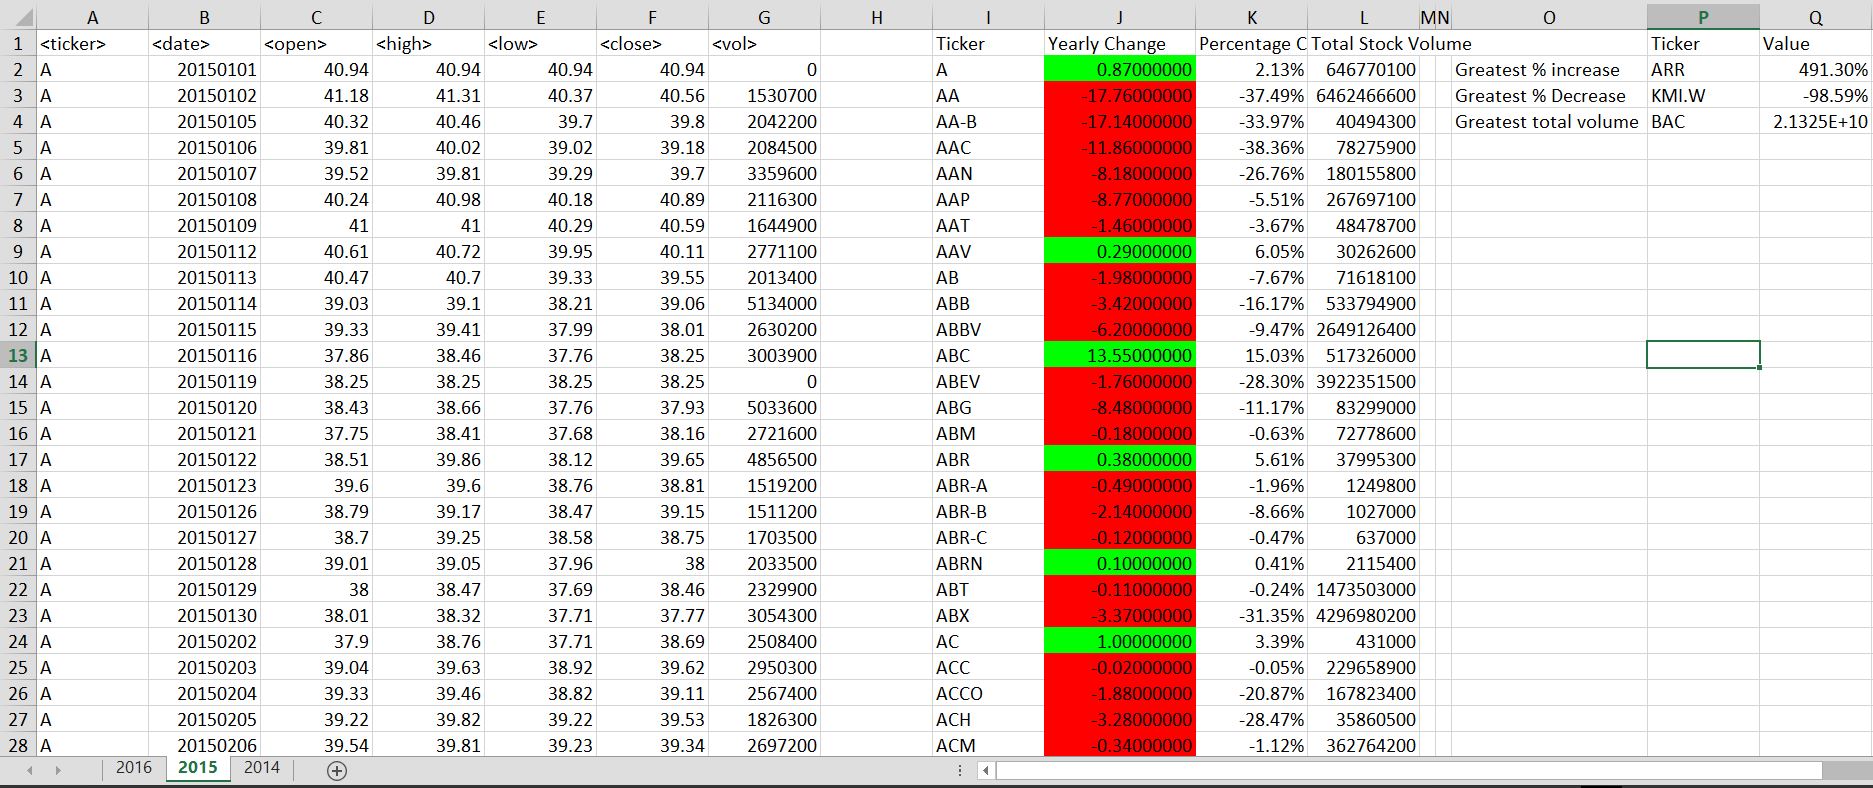 A B C D E F G H I J K L M N O P Q
1 <ticker> <date> <open> <high> <low> <close> <vol> Ticker Yearly Change Percentage C Total Stock Volume Ticker Value
2 A 20150101 40.94 40.94 40.94 40.94 0 A 0.87000000 2.13% 646770100 Greatest % increase ARR 491.30%
3 A 20150102 41.18 41.31 40.37 40.56 1530700 AA -17.76000000 -37.49% 6462466600 Greatest % Decrease KMI.W -98.59%
4 A 20150105 40.32 40.46 39.7 39.8 2042200 AA-B -17.14000000 -33.97% 40494300 Greatest total volume BAC 2.1325E+10
5 A 20150106 39.81 40.02 39.02 39.18 2084500 AAC -11.86000000 -38.36% 78275900
6 A 20150107 39.52 39.81 39.29 39.7 3359600 AAN -8.18000000 -26.76% 180155800
7 A 20150108 40.24 40.98 40.18 40.89 2116300 AAP -8.77000000 -5.51% 267697100
8 A 20150109 41 41 40.29 40.59 1644900 AAT -1.46000000 -3.67% 48478700
9 A 20150112 40.61 40.72 39.95 40.11 2771100 AAV 0.29000000 6.05% 30262600
10 A 20150113 40.47 40.7 39.33 39.55 2013400 AB -1.98000000 -7.67% 71618100
11 A 20150114 39.03 39.1 38.21 39.06 5134000 ABB -3.42000000 -16.17% 533794900
12 A 20150115 39.33 39.41 37.99 38.01 2630200 ABBV -6.20000000 -9.47% 2649126400
13 A 20150116 37.86 38.46 37.76 38.25 3003900 ABC 13.55000000 15.03% 517326000
14 A 20150119 38.25 38.25 38.25 38.25 0 ABEV -1.76000000 -28.30% 3922351500
15 A 20150120 38.43 38.66 37.76 37.93 5033600 ABG -8.48000000 -11.17% 83299000
16 A 20150121 37.75 38.41 37.68 38.16 2721600 ABM -0.18000000 -0.63% 72778600
17 A 20150122 38.51 39.86 38.12 39.65 4856500 ABR 0.38000000 5.61% 37995300
18 A 20150123 39.6 39.6 38.76 38.81 1519200 ABR-A -0.49000000 -1.96% 1249800
19 A 20150126 38.79 39.17 38.47 39.15 1511200 ABR-B -2.14000000 -8.66% 1027000
20 A 20150127 38.7 39.25 38.58 38.75 1703500 ABR-C -0.12000000 -0.47% 637000
21 A 20150128 39.01 39.05 37.96 38 2033500 ABRN 0.10000000 0.41% 2115400
22 A 20150129 38 38.47 37.69 38.46 2329900 ABT -0.11000000 -0.24% 1473503000
23 A 20150130 38.01 38.32 37.71 37.77 3054300 ABX -3.37000000 -31.35% 4296980200
24 A 20150202 37.9 38.76 37.71 38.69 2508400 AC 1.00000000 3.39% 431000
25 A 20150203 39.04 39.63 38.92 39.62 2950300 ACC -0.02000000 -0.05% 229658900
26 A 20150204 39.33 39.46 38.82 39.11 2567400 ACCO -1.88000000 -20.87% 167823400
27 A 20150205 39.22 39.82 39.22 39.53 1826300 ACH -3.28000000 -28.47% 35860500
28 A 20150206 39.54 39.81 39.23 39.34 2697200 ACM -0.34000000 -1.12% 362764200
2016 2015 2014